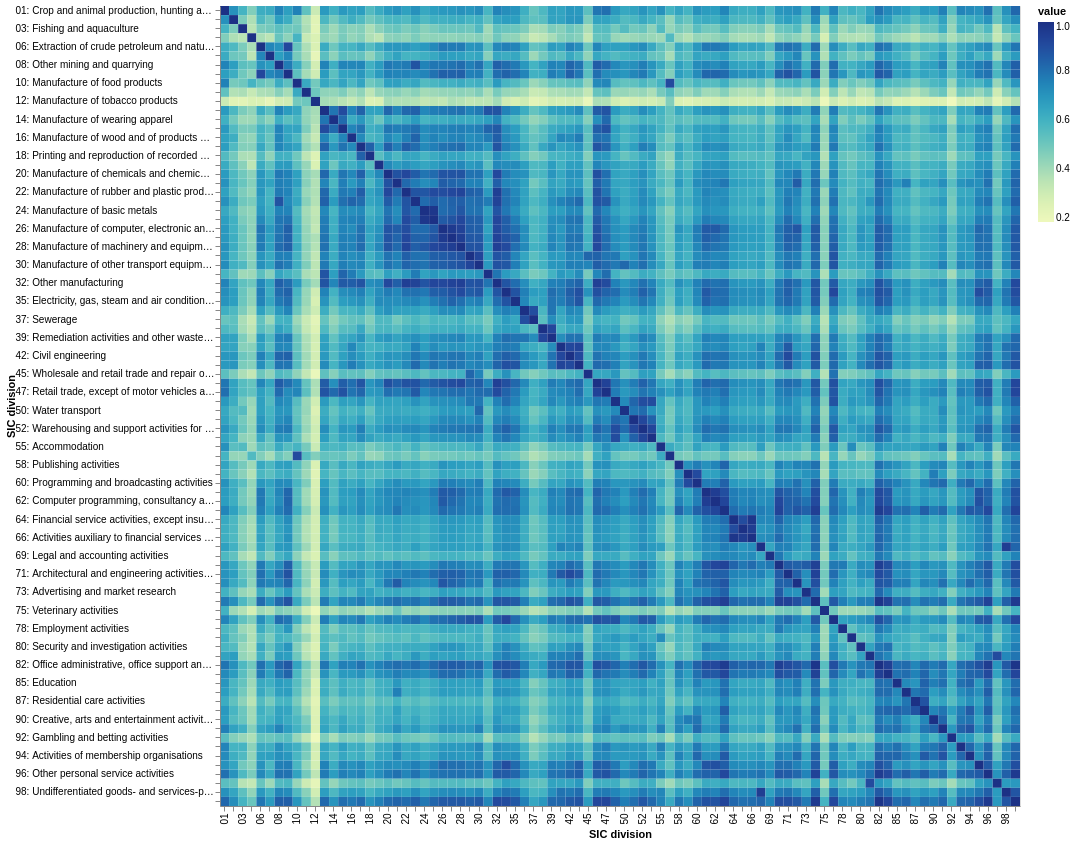 01: Crop and animal production, hunting a…
03: Fishing and aquaculture
06: Extraction of crude petroleum and natu…
08: Other mining and quarrying
10: Manufacture of food products
12: Manufacture of tobacco products
14: Manufacture of wearing apparel
16: Manufacture of wood and of products …
18: Printing and reproduction of recorded …
20: Manufacture of chemicals and chemic…
22: Manufacture of rubber and plastic prod…
24: Manufacture of basic metals
26: Manufacture of computer, electronic an…
28: Manufacture of machinery and equipm…
30: Manufacture of other transport equipm…
32: Other manufacturing
35: Electricity, gas, steam and air condition…
37: Sewerage
39: Remediation activities and other waste…
42: Civil engineering
45: Wholesale and retail trade and repair o…
47: Retail trade, except of motor vehicles a…
50: Water transport
52: Warehousing and support activities for …
55: Accommodation
58: Publishing activities
60: Programming and broadcasting activities
62: Computer programming, consultancy a…
64: Financial service activities, except insu…
66: Activities auxiliary to financial services …
69: Legal and accounting activities
71: Architectural and engineering activities…
73: Advertising and market research
75: Veterinary activities
78: Employment activities
80: Security and investigation activities
82: Office administrative, office support an…
85: Education
87: Residential care activities
90: Creative, arts and entertainment activit…
92: Gambling and betting activities
94: Activities of membership organisations
96: Other personal service activities
98: Undifferentiated goods- and services-p…
SIC division
01 03 06 08 10 12 14 16 18 20 22 24 26 28 30 32 35 37 39 42 45 47 50 52 55 58 60 62 64 66 69 71 73 75 78 80 82 85 87 90 92 94 96 98
SIC division
value
1.0
0.8
0.6
0.4
0.2